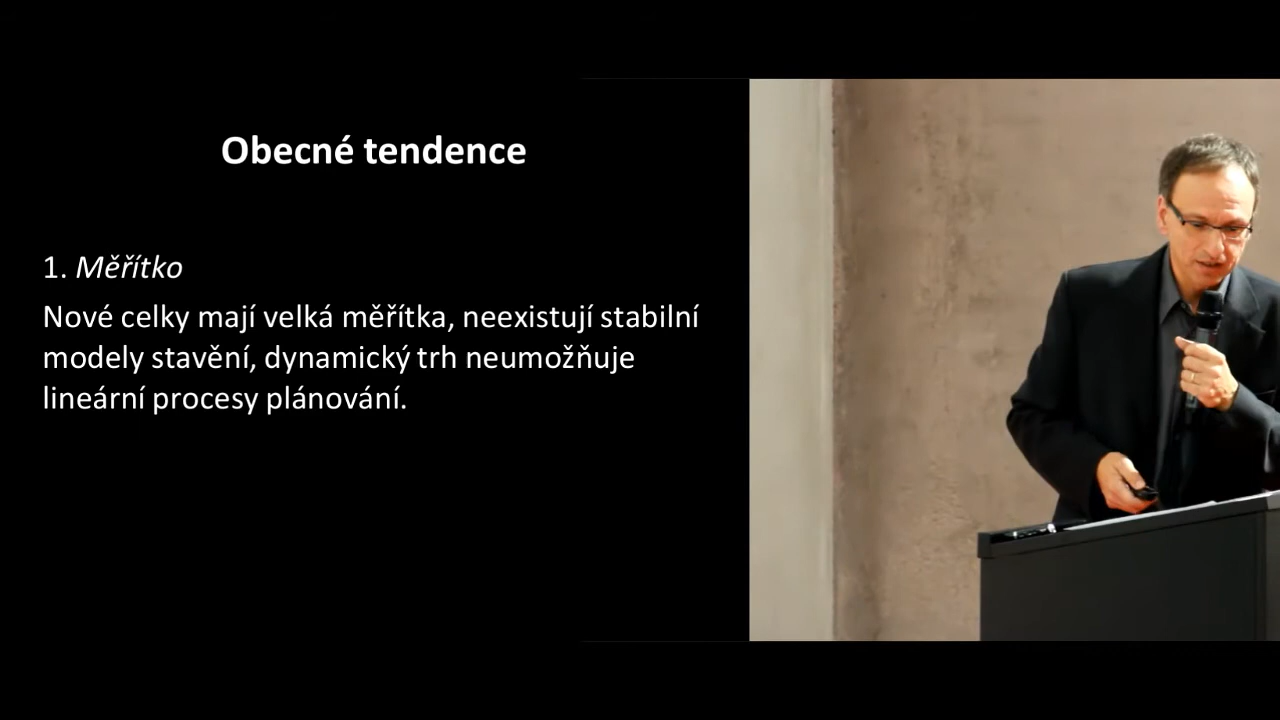 Obecné tendence
1. Měřítko
Nové celky mají velká měřítka, neexistují stabilní
modely stavění, dynamický trh neumožňuje
lineární procesy plánování.